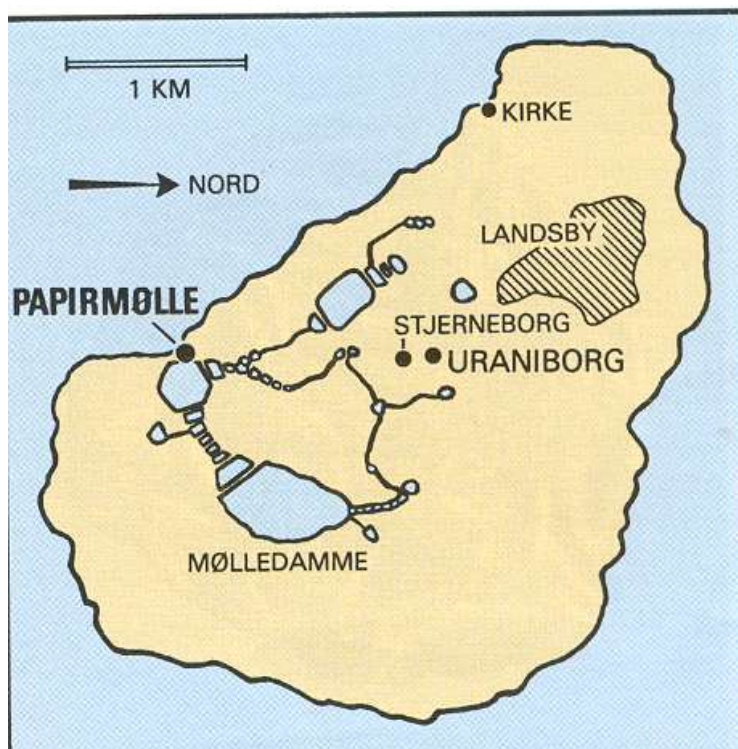 1 KM
NORD
KIRKE
LANDSBY
PAPIRMØLLE
STJERNEBORG
URANIBORG
MØLLEDAMME